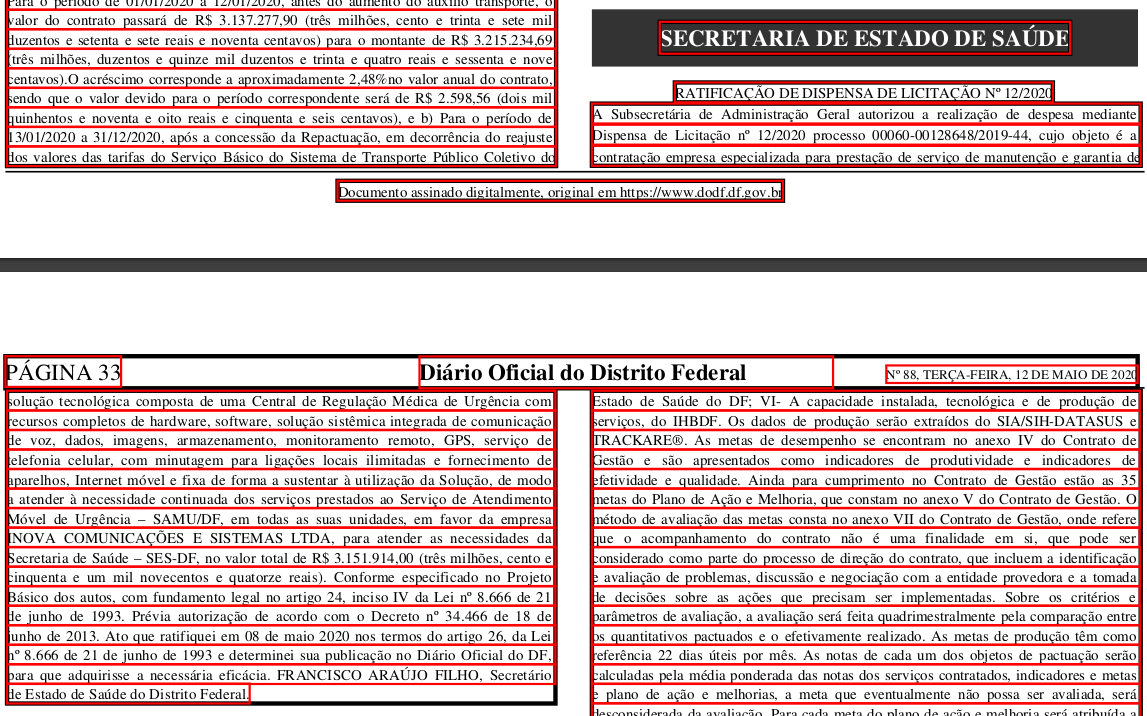 Para o período de 01/01/2020 a 12/01/2020, antes do aumento do auxílio transporte, o
valor do contrato passará de R$ 3.137.277,90 (três milhões, cento e trinta e sete mil
duzentos e setenta e sete reais e noventa centavos) para o montante de R$ 3.215.234,69
(três milhões, duzentos e quinze mil duzentos e trinta e quatro reais e sessenta e nove
centavos).O acréscimo corresponde a aproximadamente 2,48%no valor anual do contrato,
sendo que o valor devido para o período correspondente será de R$ 2.598,56 (dois mil
quinhentos e noventa e oito reais e cinquenta e seis centavos), e b) Para o período de
13/01/2020 a 31/12/2020, após a concessão da Repactuação, em decorrência do reajuste
dos valores das tarifas do Serviço Básico do Sistema de Transporte Público Coletivo do
SECRETARIA DE ESTADO DE SAÚDE
RATIFICAÇÃO DE DISPENSA DE LICITAÇÃO Nº 12/2020
A Subsecretária de Administração Geral autorizou a realização de despesa mediante
Dispensa de Licitação nº 12/2020 processo 00060-00128648/2019-44, cujo objeto é a
contratação empresa especializada para prestação de serviço de manutenção e garantia de
Documento assinado digitalmente, original em https://www.dodf.df.gov.br
PÁGINA 33
Diário Oficial do Distrito Federal
Nº 88, TERÇA-FEIRA, 12 DE MAIO DE 2020
solução tecnológica composta de uma Central de Regulação Médica de Urgência com
recursos completos de hardware, software, solução sistêmica integrada de comunicação
de voz, dados, imagens, armazenamento, monitoramento remoto, GPS, serviço de
telefonia celular, com minutagem para ligações locais ilimitadas e fornecimento de
aparelhos, Internet móvel e fixa de forma a sustentar à utilização da Solução, de modo
a atender à necessidade continuada dos serviços prestados ao Serviço de Atendimento
Móvel de Urgência – SAMU/DF, em todas as suas unidades, em favor da empresa
INOVA COMUNICAÇÕES E SISTEMAS LTDA, para atender as necessidades da
Secretaria de Saúde – SES-DF, no valor total de R$ 3.151.914,00 (três milhões, cento e
cinquenta e um mil novecentos e quatorze reais). Conforme especificado no Projeto
Básico dos autos, com fundamento legal no artigo 24, inciso IV da Lei nº 8.666 de 21
de junho de 1993. Prévia autorização de acordo com o Decreto nº 34.466 de 18 de
junho de 2013. Ato que ratifiquei em 08 de maio 2020 nos termos do artigo 26, da Lei
nº 8.666 de 21 de junho de 1993 e determinei sua publicação no Diário Oficial do DF,
para que adquirisse a necessária eficácia. FRANCISCO ARAÚJO FILHO, Secretário
de Estado de Saúde do Distrito Federal.
Estado de Saúde do DF; VI- A capacidade instalada, tecnológica e de produção de
serviços, do IHBDF. Os dados de produção serão extraídos do SIA/SIH-DATASUS e
TRACKARE®. As metas de desempenho se encontram no anexo IV do Contrato de
Gestão e são apresentados como indicadores de produtividade e indicadores de
efetividade e qualidade. Ainda para cumprimento no Contrato de Gestão estão as 35
metas do Plano de Ação e Melhoria, que constam no anexo V do Contrato de Gestão. O
método de avaliação das metas consta no anexo VII do Contrato de Gestão, onde refere
que o acompanhamento do contrato não é uma finalidade em si, que pode ser
considerado como parte do processo de direção do contrato, que incluem a identificação
e avaliação de problemas, discussão e negociação com a entidade provedora e a tomada
de decisões sobre as ações que precisam ser implementadas. Sobre os critérios e
parâmetros de avaliação, a avaliação será feita quadrimestralmente pela comparação entre
os quantitativos pactuados e o efetivamente realizado. As metas de produção têm como
referência 22 dias úteis por mês. As notas de cada um dos objetos de pactuação serão
calculadas pela média ponderada das notas dos serviços contratados, indicadores e metas
e plano de ação e melhorias, a meta que eventualmente não possa ser avaliada, será
desconsiderada da avaliação. Para cada meta do plano de ação e melhoria será atribuída a